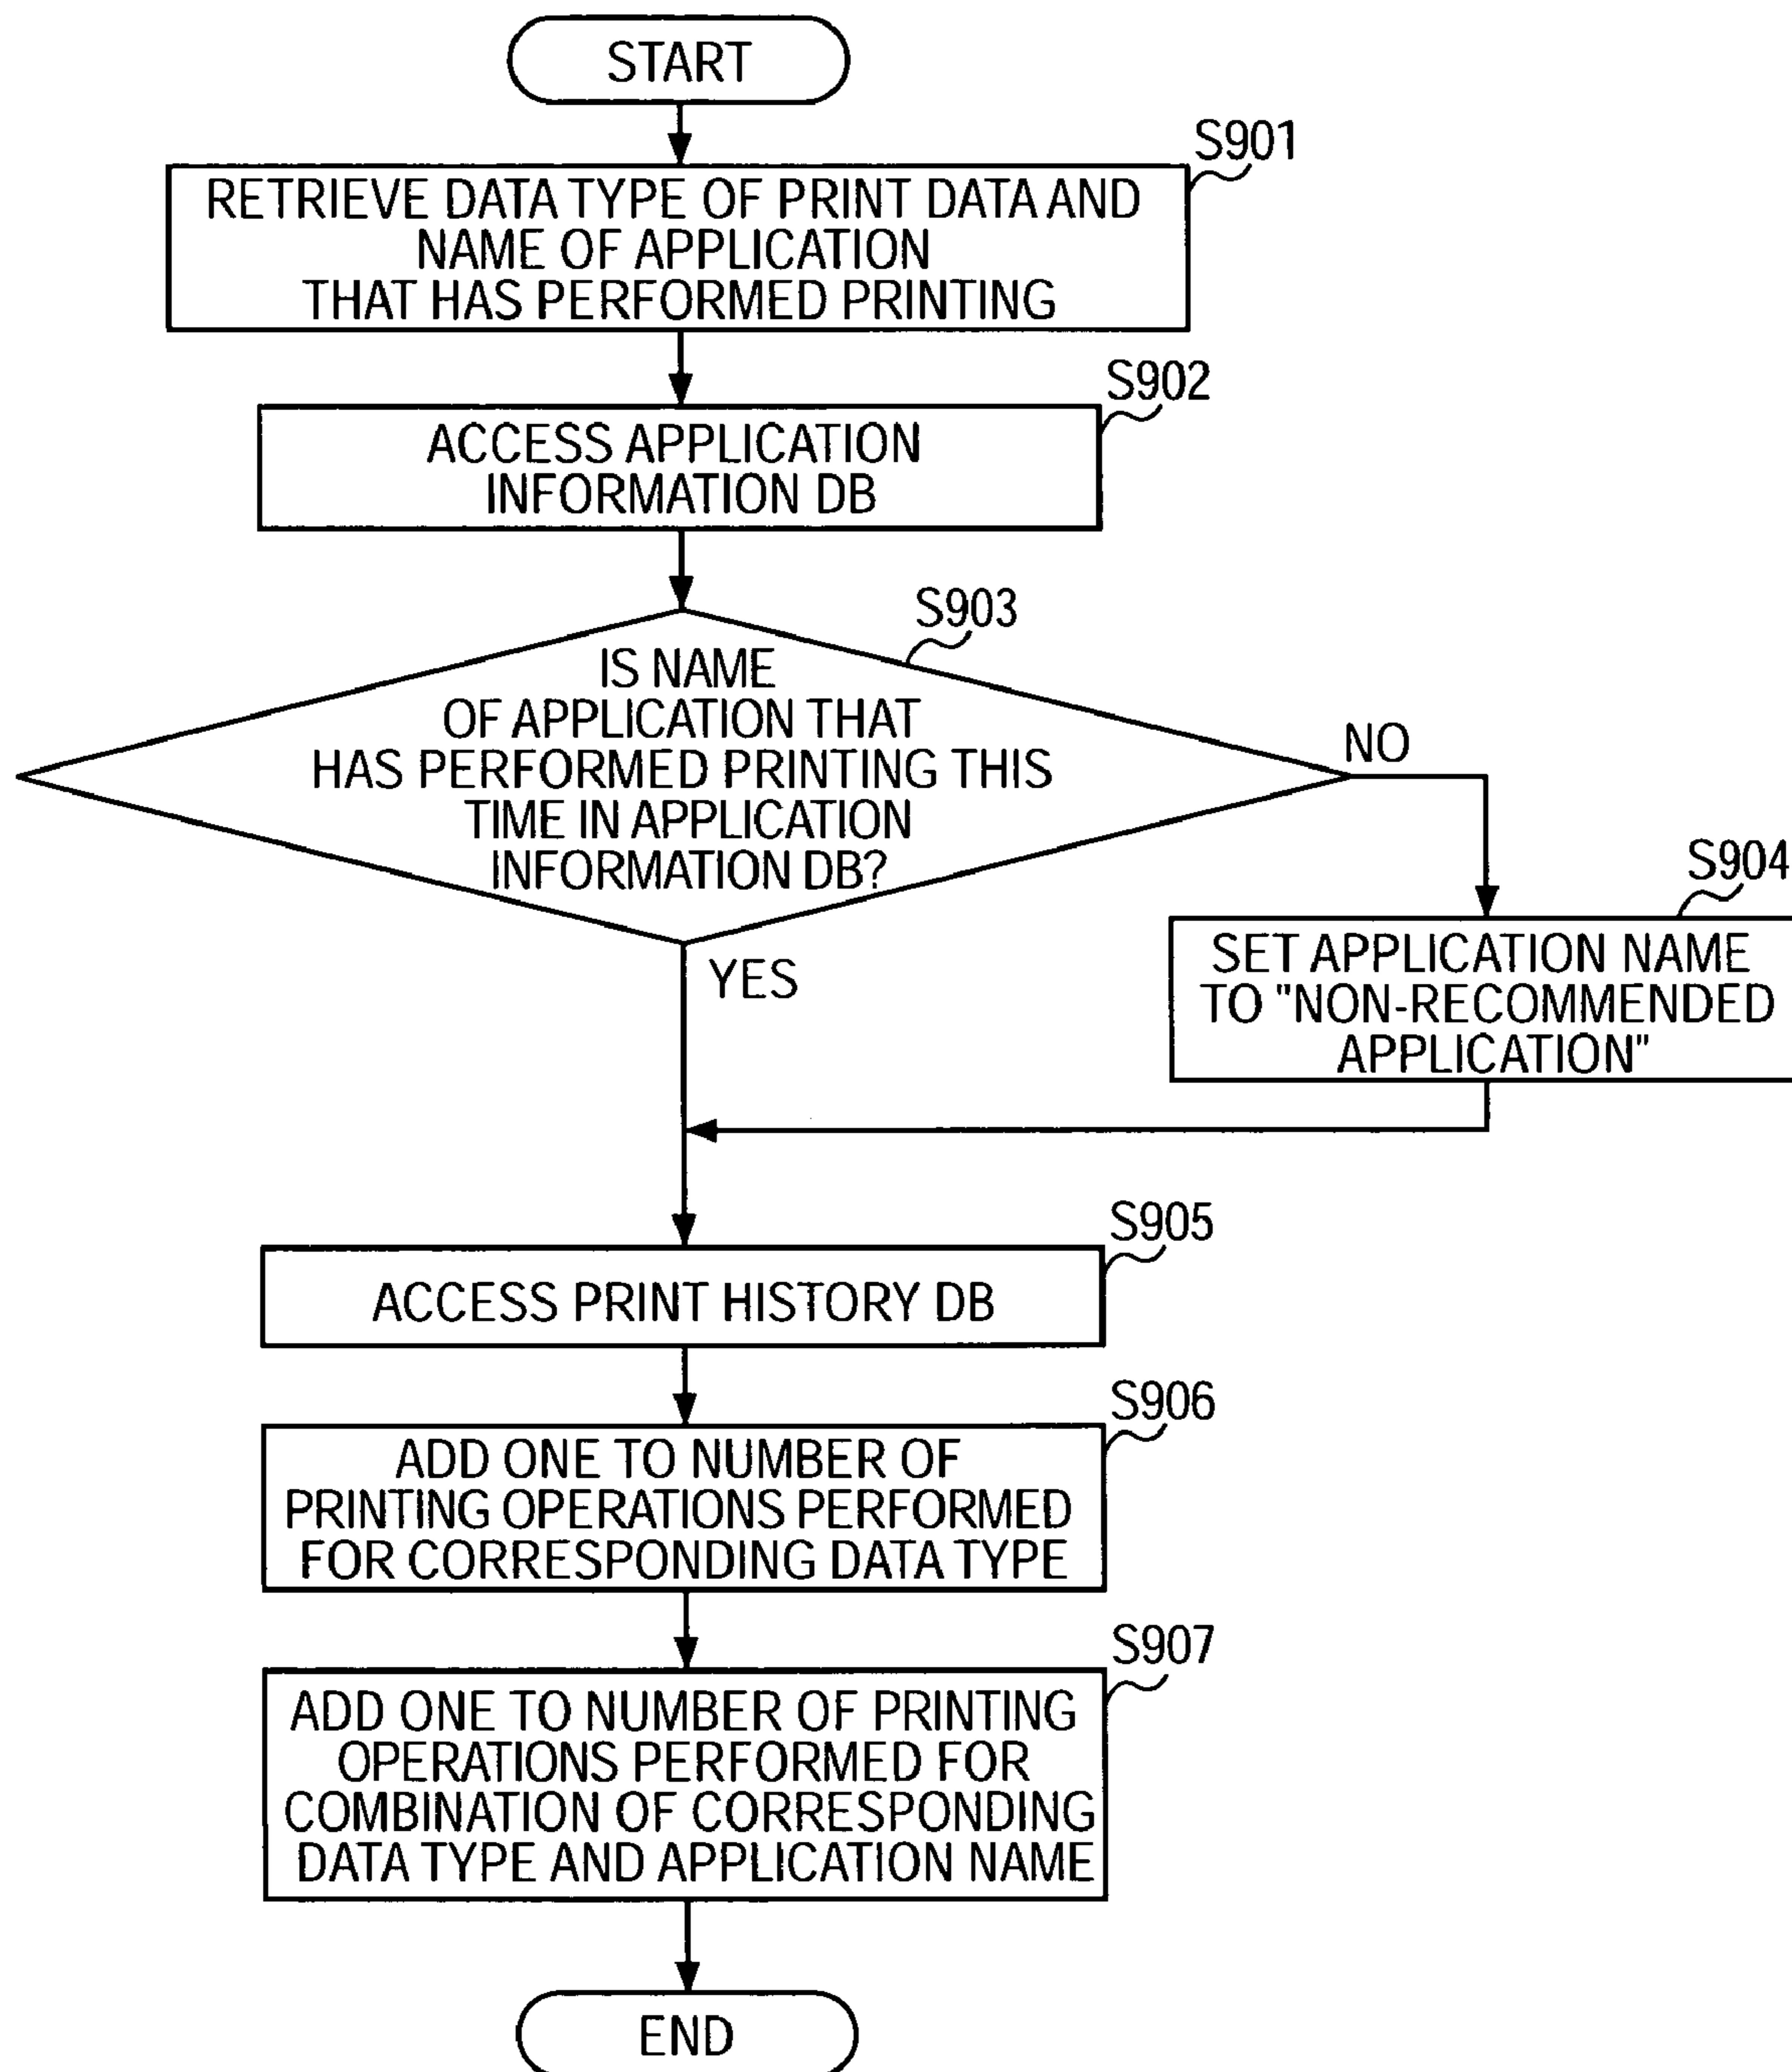 START
S901
RETRIEVE DATA TYPE OF PRINT DATA AND
NAME OF APPLICATION
THAT HAS PERFORMED PRINTING
S902
ACCESS APPLICATION
INFORMATION DB
S903
IS NAME
OF APPLICATION THAT
HAS PERFORMED PRINTING THIS
TIME IN APPLICATION
INFORMATION DB?
NO
YES
S904
SET APPLICATION NAME
TO "NON-RECOMMENDED
APPLICATION"
S905
ACCESS PRINT HISTORY DB
S906
ADD ONE TO NUMBER OF
PRINTING OPERATIONS PERFORMED
FOR CORRESPONDING DATA TYPE
S907
ADD ONE TO NUMBER OF PRINTING
OPERATIONS PERFORMED FOR
COMBINATION OF CORRESPONDING
DATA TYPE AND APPLICATION NAME
END